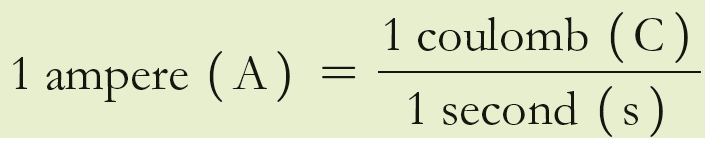 1 ampere (A) = 
1 coulomb (C)
1 second (s)